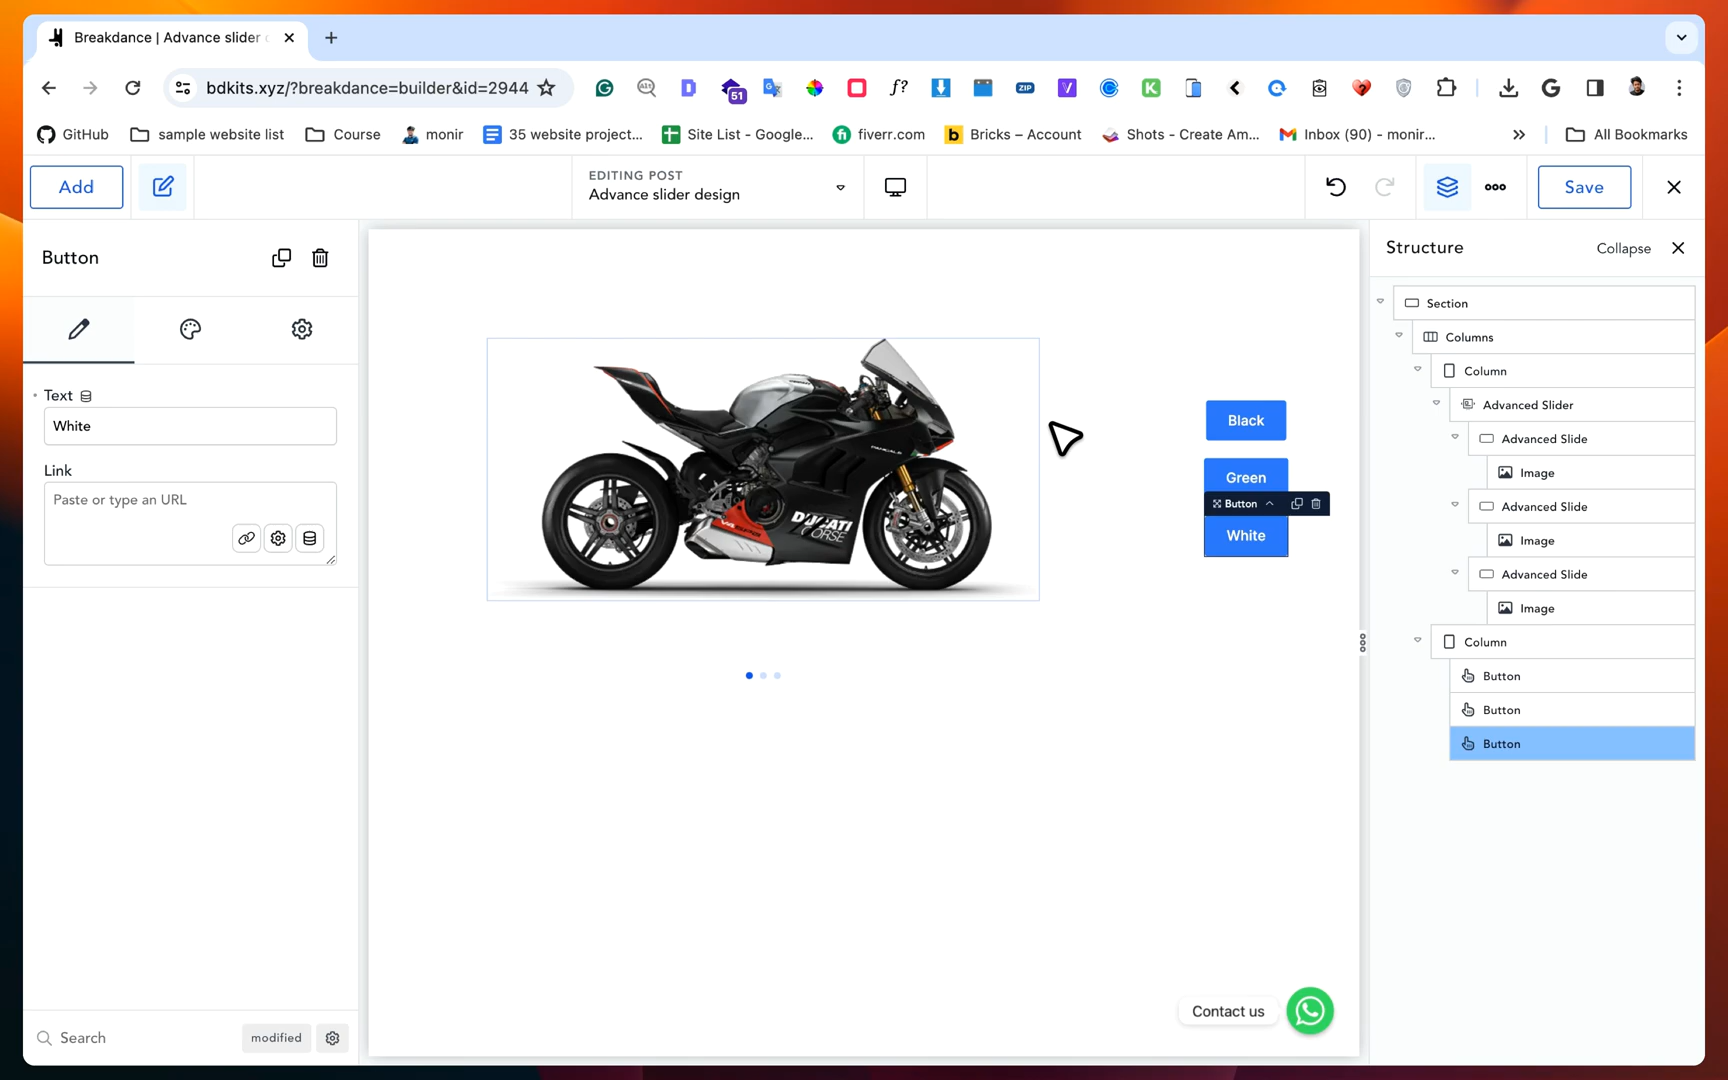 Breakdance | Advance slider
bdkits.xyz/?breakdance=builder&id=2944
51
f?
ZIP
GitHub
sample website list
Course
monir
35 website project...
Site List - Google...
fiverr.com
Bricks – Account
Shots - Create Am...
Inbox (90) - monir...
All Bookmarks
Add
EDITING POST
Advance slider design
Save
Button
Text
White
Link
Paste or type an URL
Search
modified
DUCATI
CORSE
Black
Green
Button
White
Contact us
Structure
Collapse
Section
Columns
Column
Advanced Slider
Advanced Slide
Image
Advanced Slide
Image
Advanced Slide
Image
Column
Button
Button
Button